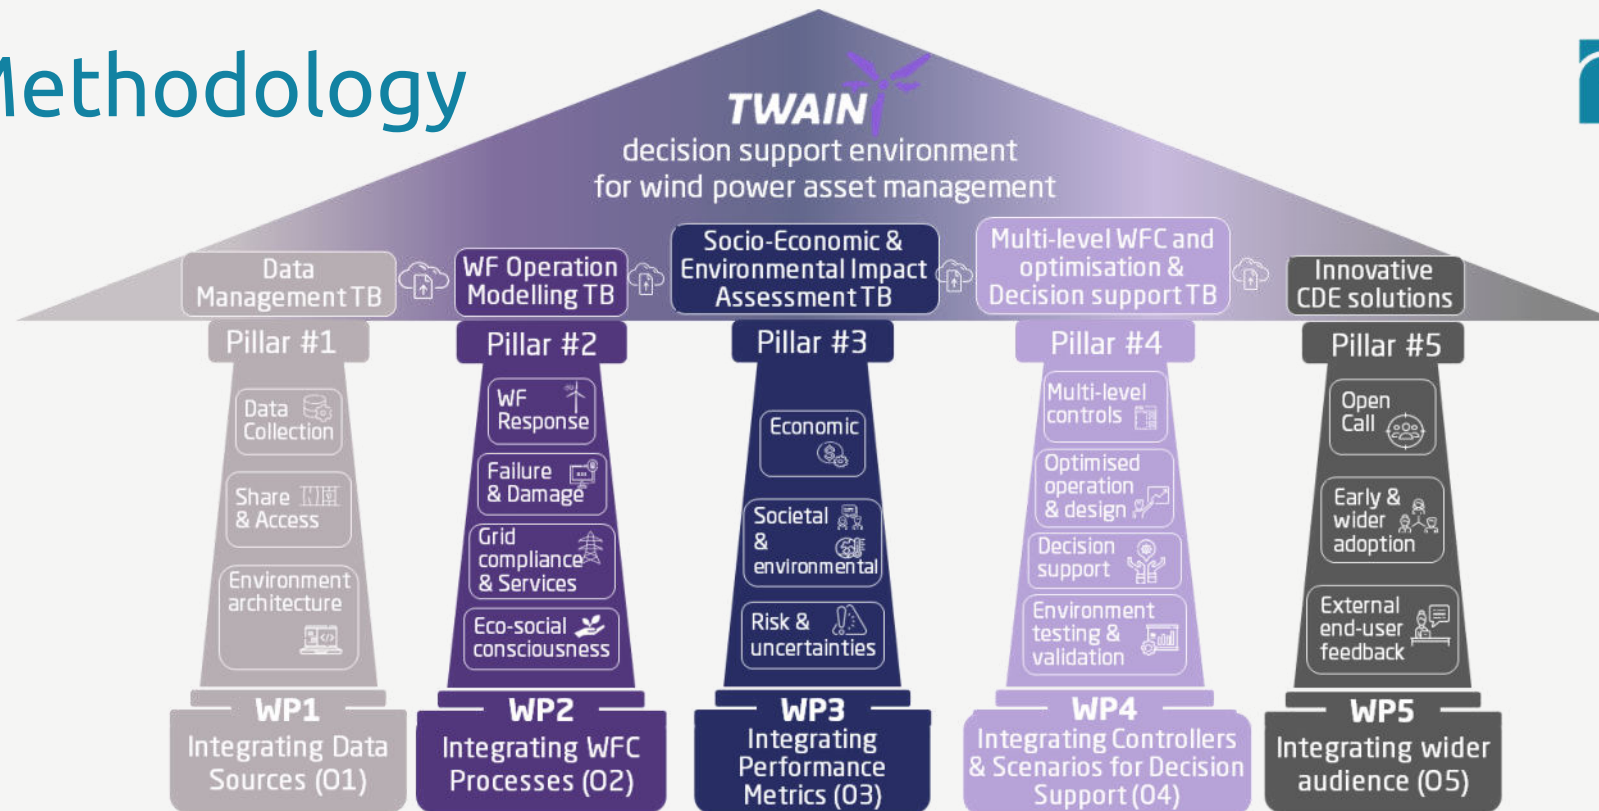 Methodology
TWAIN
decision support environment
for wind power asset management
Data
Management TB
WF Operation
Modelling TB
Socio-Economic &
Environmental Impact
Assessment TB
Multi-level WFC and
optimisation &
Decision support TB
Innovative
CDE solutions
Pillar #1
Data
Collection
Share
& Access
Environment
architecture
WP1
Integrating Data
Sources (O1)
Pillar #2
WF
Response
Failure
& Damage
Grid
compliance
& Services
Eco-social
consciousness
WP2
Integrating WFC
Processes (O2)
Pillar #3
Economic
Societal
&
environmental
Risk &
uncertainties
WP3
Integrating
Performance
Metrics (O3)
Pillar #4
Multi-level
controls
Optimised
operation
& design
Decision
support
Environment
testing &
validation
WP4
Integrating Controllers
& Scenarios for Decision
Support (O4)
Pillar #5
Open
Call
Early &
wider
adoption
External
end-user
feedback
WP5
Integrating wider
audience (O5)